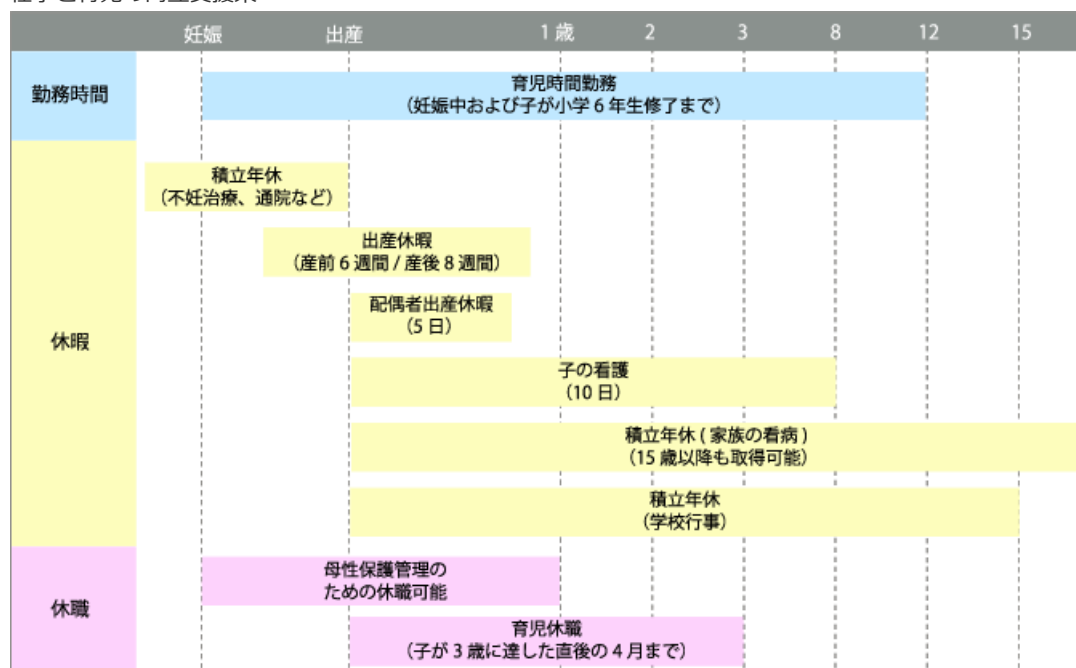 妊娠 出産 1歳 2 3 8 12 15
勤務時間
育児時間勤務
（妊娠中および子が小学6年生修了まで）
休暇
積立年休
（不妊治療、通院など）
出産休暇
（産前6週間/産後8週間）
配偶者出産休暇
（5日）
子の看護
（10日）
積立年休(家族の看病)
（15歳以降も取得可能）
積立年休
（学校行事）
休職
母性保護管理の
ための休職可能
育児休職
（子が3歳に達した直後の4月まで）